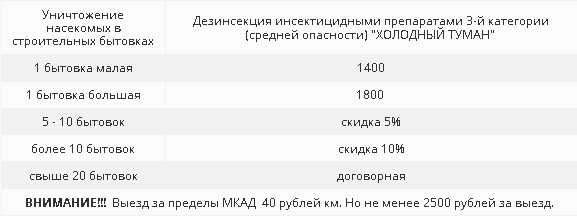 Уничтожение
насекомых в
строительных бытовках
Дезинсекция инсектицидными препаратами 3-й категории
(средней опасности) "ХОЛОДНЫЙ ТУМАН"
1 бытовка малая 1400
1 бытовка большая 1800
5 - 10 бытовок скидка 5%
более 10 бытовок скидка 10%
свыше 20 бытовок договорная
ВНИМАНИЕ!!! Выезд за пределы МКАД 40 рублей км. Но не менее 2500 рублей за выезд.